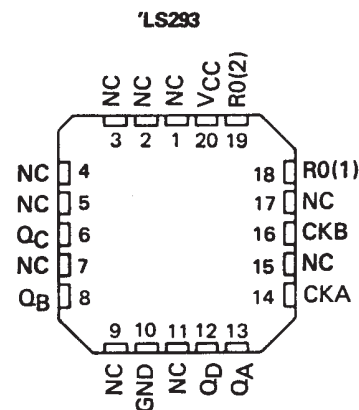 'LS293
NC NC NC VCC R0(2)
3 2 1 20 19
NC 4 18 R0(1)
NC 5 17 NC
QC 6 16 CKB
NC 7 15 NC
QB 8 14 CKA
9 10 11 12 13
NC GND NC QD QA